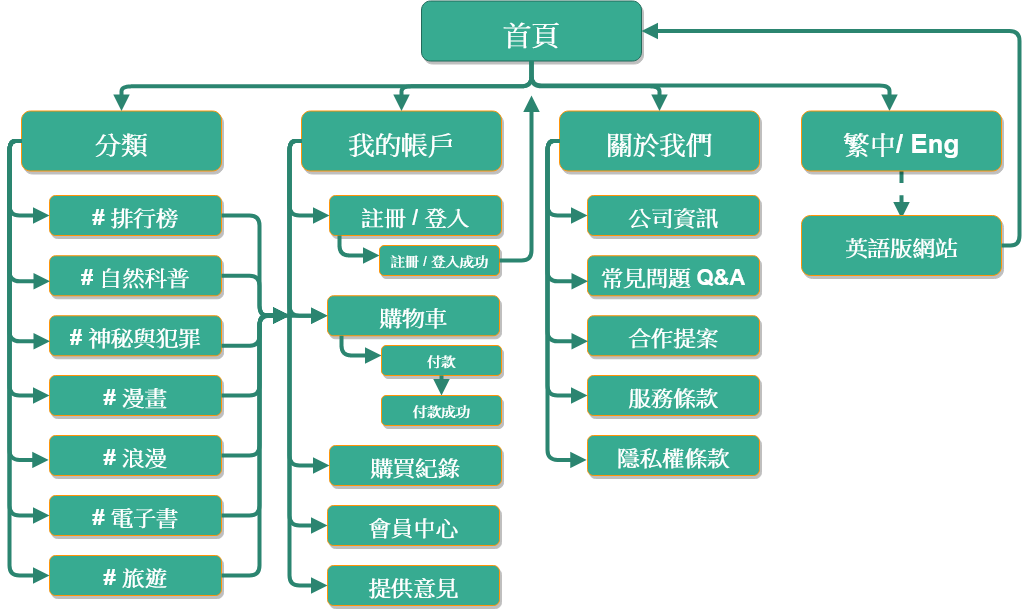 首頁
分類
# 排行榜
# 自然科普
# 神秘與犯罪
# 漫畫
# 浪漫
# 電子書
# 旅遊
我的帳戶
註冊 / 登入
註冊 / 登入成功
購物車
付款
付款成功
購買紀錄
會員中心
提供意見
關於我們
公司資訊
常見問題 Q&A
合作提案
服務條款
隱私權條款
繁中/ Eng
英語版網站